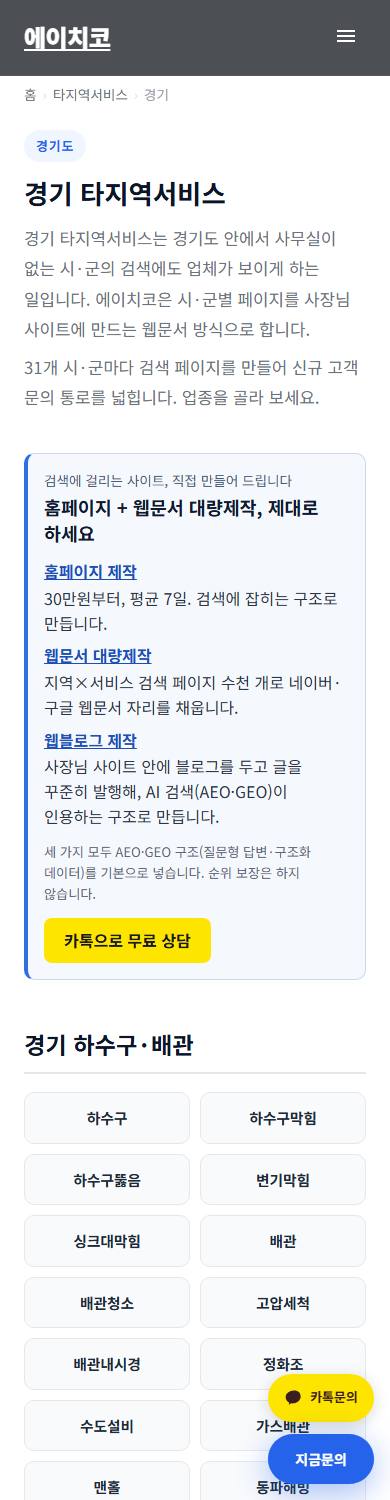 에이치코
홈 › 타지역서비스 › 경기
경기도
경기 타지역서비스
경기 타지역서비스는 경기도 안에서 사무실이
없는 시·군의 검색에도 업체가 보이게 하는
일입니다. 에이치코은 시·군별 페이지를 사장님
사이트에 만드는 웹문서 방식으로 합니다.
31개 시·군마다 검색 페이지를 만들어 신규 고객
문의 통로를 넓힙니다. 업종을 골라 보세요.
검색에 걸리는 사이트, 직접 만들어 드립니다
홈페이지 + 웹문서 대량제작, 제대로
하세요
홈페이지 제작
30만원부터, 평균 7일. 검색에 잡히는 구조로
만듭니다.
웹문서 대량제작
지역×서비스 검색 페이지 수천 개로 네이버·
구글 웹문서 자리를 채웁니다.
웹블로그 제작
사장님 사이트 안에 블로그를 두고 글을
꾸준히 발행해, AI 검색(AEO·GEO)이
인용하는 구조로 만듭니다.
세 가지 모두 AEO·GEO 구조(질문형 답변·구조화
데이터)를 기본으로 넣습니다. 순위 보장은 하지
않습니다.
카톡으로 무료 상담
경기 하수구·배관
하수구 하수구막힘
하수구뚫음 변기막힘
싱크대막힘 배관
배관청소 고압세척
배관내시경 정화조
카톡문의
수도설비 가스배관
지금문의
맨홀 동파해빙